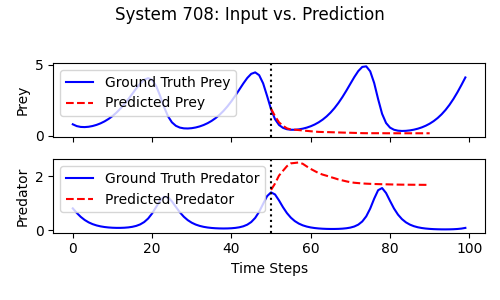 System 708: Input vs. Prediction
5
Prey
Ground Truth Prey
Predicted Prey
0
2
Predator
Ground Truth Predator
Predicted Predator
0
0 20 40 60 80 100
Time Steps